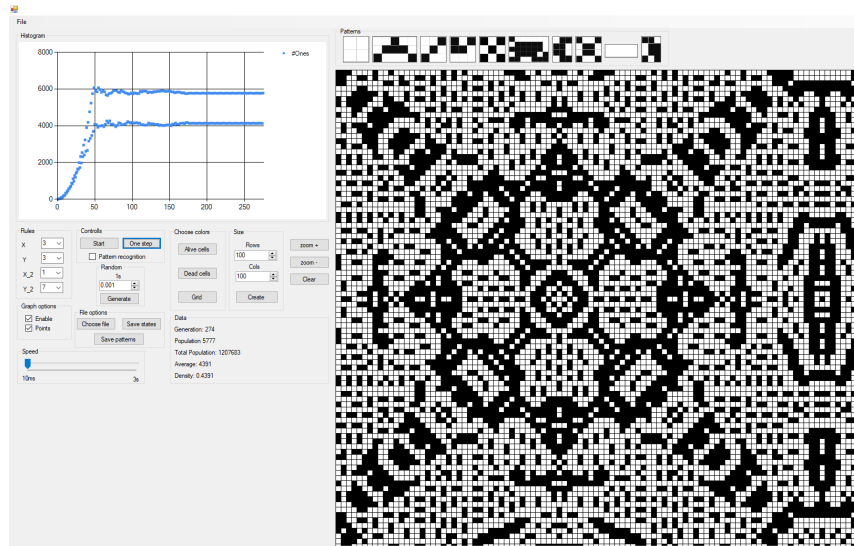 File
Histogram
Patterns
8000
6000
4000
2000
0
0 50 100 150 200 250
#Ones
Rules
X 3
Y 3
X_2 1
Y_2 7
Controlls
Start One step
Pattern recognition
Random
1s
0.001
Generate
Choose colors
Alive cells
Dead cells
Grid
Size
Rows
100
Cols
100
Create
zoom +
zoom -
Clear
Graph options
Enable
Points
File options
Choose file Save states
Save patterns
Data
Generation: 274
Population 5777
Total Population: 1207683
Average: 4391
Density: 0.4391
Speed
10ms 3s